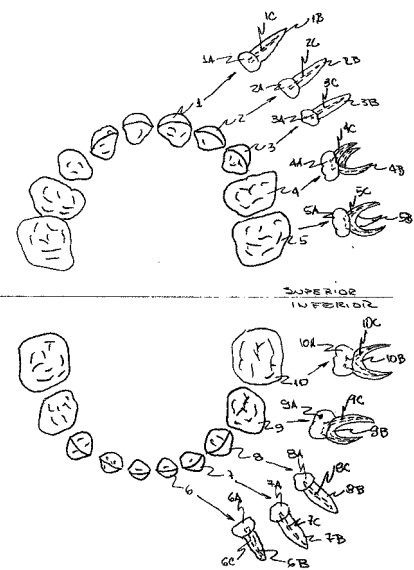 1C
1B
1A
2C
2B
2A
1
2
3C
3B
3A
3
4C
4A
4B
4
5C
5A
5B
5
SUPERIOR
INFERIOR
10A
10C
10B
10
9A
9C
9B
9
8
8A
8C
8B
7
7A
7C
7B
6
6A
6C
6B